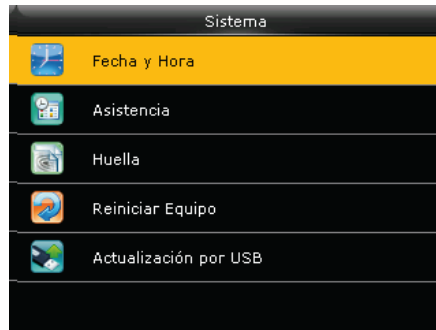 Sistema
Fecha y Hora
Asistencia
Huella
Reiniciar Equipo
Actualización por USB